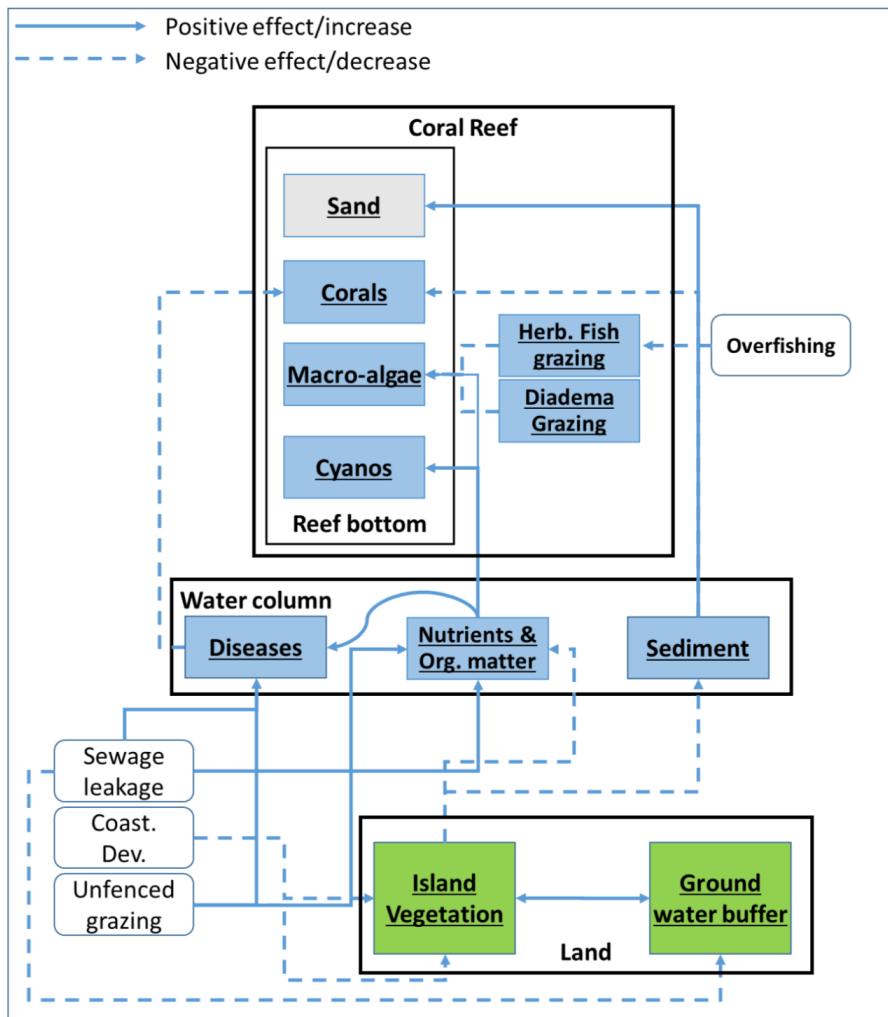 Positive effect/increase
Negative effect/decrease
Coral Reef
Sand
Corals
Herb. Fish
grazing
Overfishing
Macro-algae
Diadema
Grazing
Cyanos
Reef bottom
Water column
Diseases
Nutrients &
Org. matter
Sediment
Sewage
leakage
Coast.
Dev.
Unfenced
grazing
Island
Vegetation
Ground
water buffer
Land